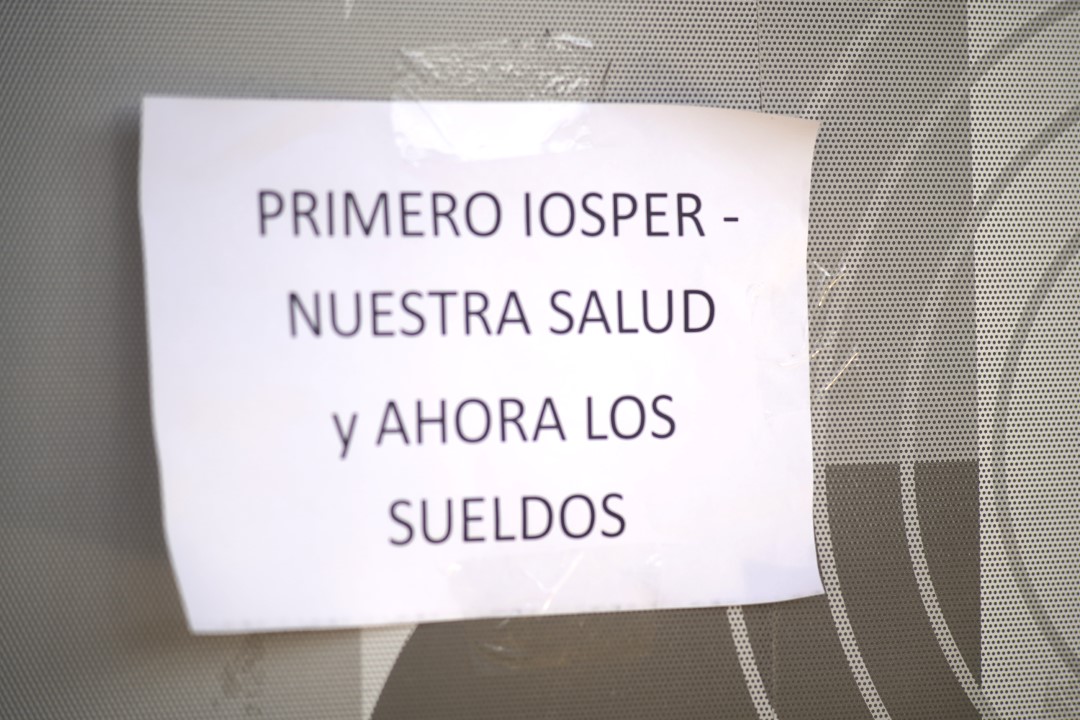 PRIMERO IOSPER -
NUESTRA SALUD
y AHORA LOS
SUELDOS